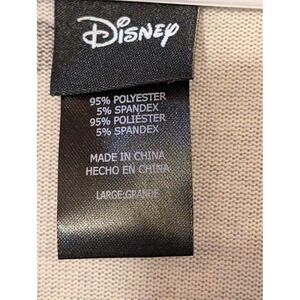 Disney
95% POLYESTER
5% SPANDEX
95% POLIÉSTER
5% SPANDEX
MADE IN CHINA
HECHO EN CHINA
LARGE:GRANDE